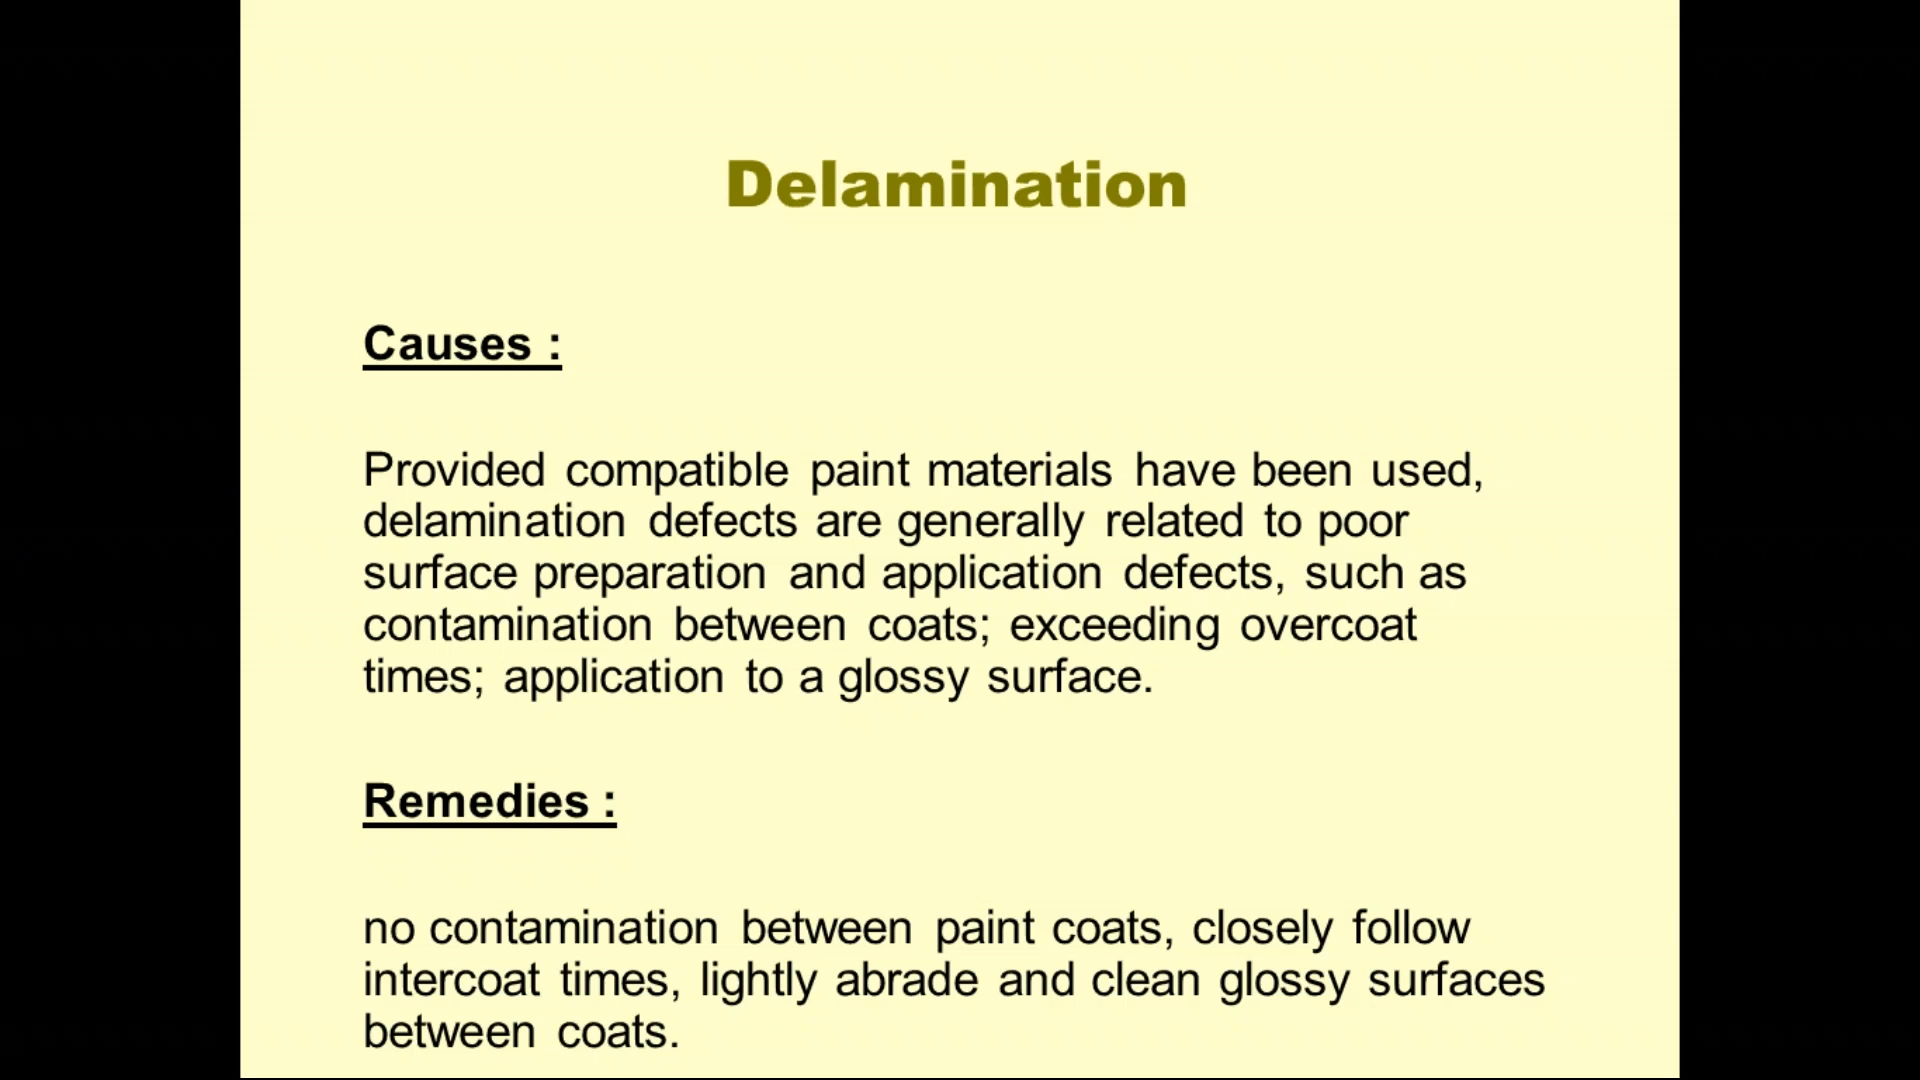 Delamination
Causes :
Provided compatible paint materials have been used,
delamination defects are generally related to poor
surface preparation and application defects, such as
contamination between coats; exceeding overcoat
times; application to a glossy surface.
Remedies :
no contamination between paint coats, closely follow
intercoat times, lightly abrade and clean glossy surfaces
between coats.